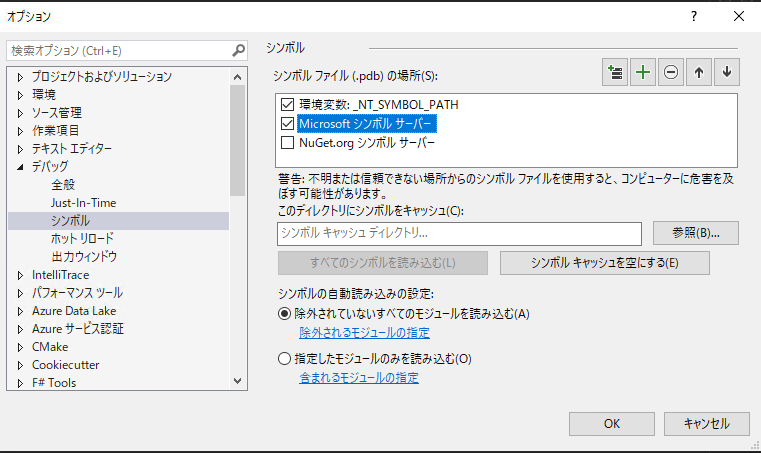 オプション
検索オプション (Ctrl+E)
プロジェクトおよびソリューション
環境
ソース管理
作業項目
テキスト エディター
デバッグ
全般
Just-In-Time
シンボル
ホット リロード
出力ウィンドウ
IntelliTrace
パフォーマンス ツール
Azure Data Lake
Azure サービス認証
CMake
Cookiecutter
F# Tools
シンボル
シンボル ファイル (.pdb) の場所(S):
環境変数: _NT_SYMBOL_PATH
Microsoft シンボル サーバー
NuGet.org シンボル サーバー
警告: 不明または信頼できない場所からのシンボル ファイルを使用すると、コンピューターに危害を及
ぼす可能性があります。
このディレクトリにシンボルをキャッシュ(C):
シンボル キャッシュ ディレクトリ...
参照(B)...
すべてのシンボルを読み込む(L)
シンボル キャッシュを空にする(E)
シンボルの自動読み込みの設定:
除外されていないすべてのモジュールを読み込む(A)
除外されるモジュールの指定
指定したモジュールのみを読み込む(O)
含まれるモジュールの指定
OK
キャンセル